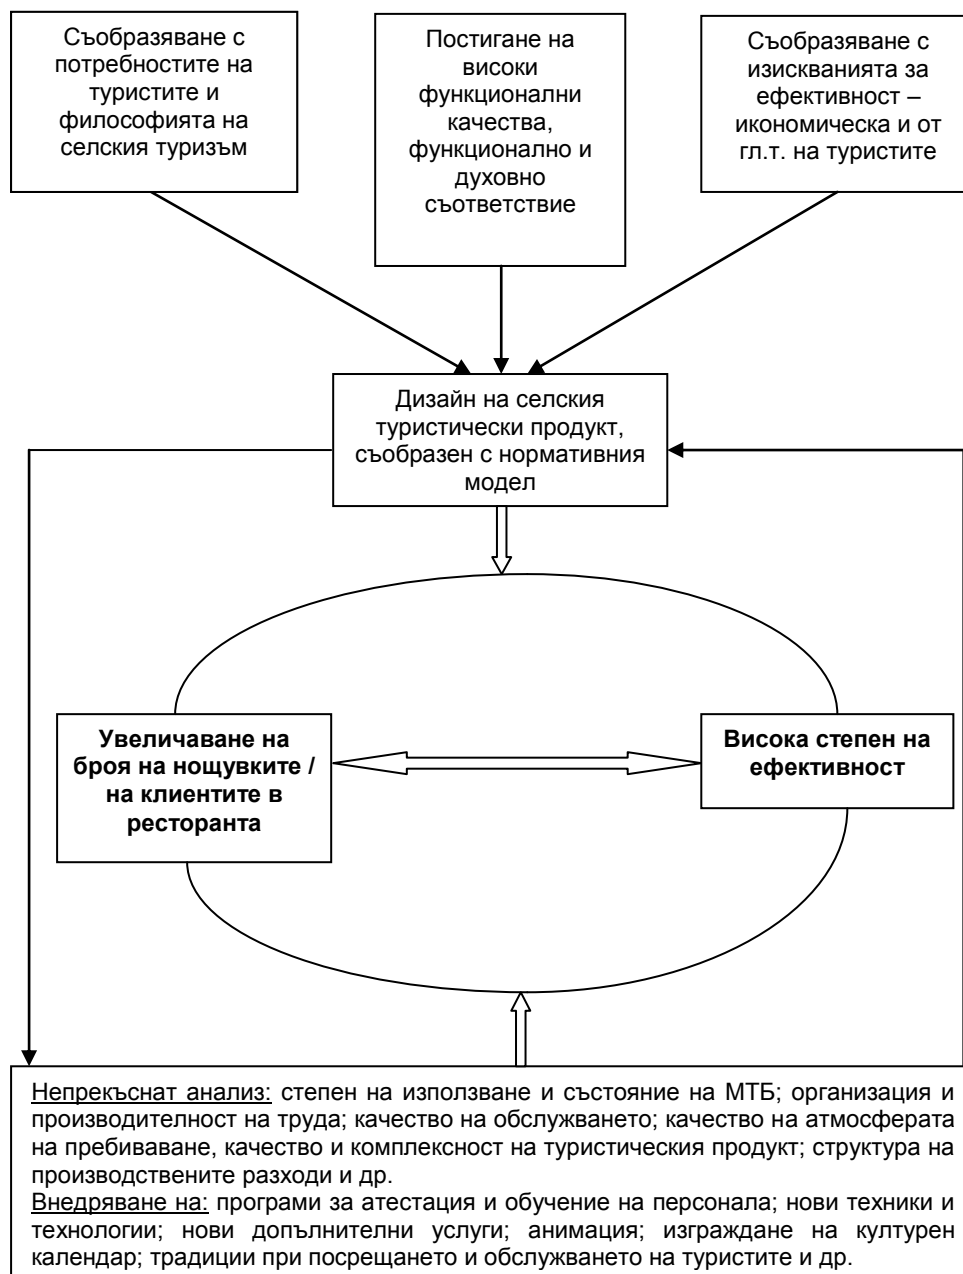 Съобразяване с
потребностите на
туристите и
философията на
селския туризъм
Постигане на
високи
функционални
качества,
функционално и
духовно
съответствие
Съобразяване с
изискванията за
ефективност –
икономическа и от
гл.т. на туристите
Дизайн на селския
туристически продукт,
съобразен с нормативния
модел
Увеличаване на
броя на нощувките /
на клиентите в
ресторанта
Висока степен на
ефективност
Непрекъснат анализ: степен на използване и състояние на МТБ; организация и
производителност на труда; качество на обслужването; качество на атмосферата
на пребиваване, качество и комплексност на туристическия продукт; структура на
производствените разходи и др.
Внедряване на: програми за атестация и обучение на персонала; нови техники и
технологии; нови допълнителни услуги; анимация; изграждане на културен
календар; традиции при посрещането и обслужването на туристите и др.